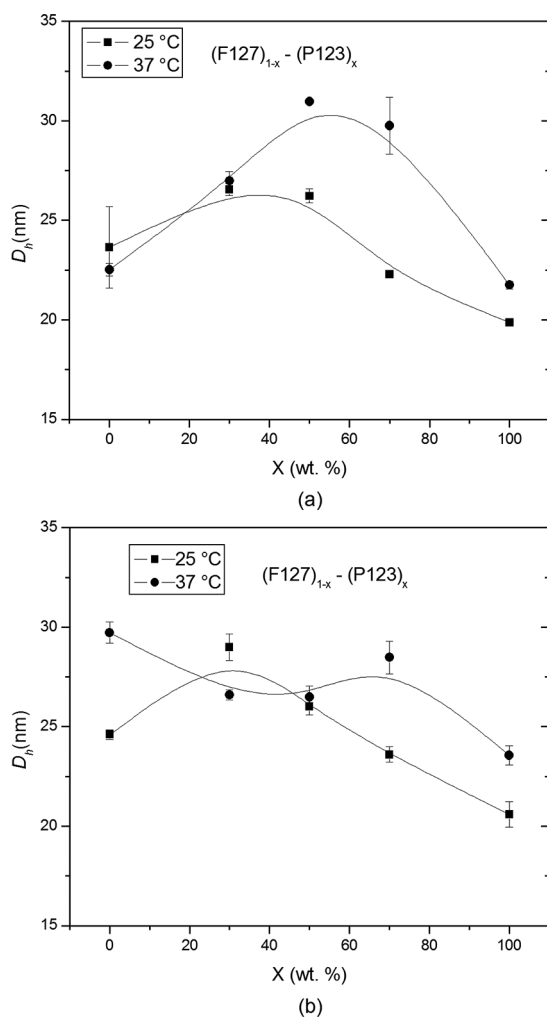 35
25 °C
37 °C
(F127)1-x - (P123)x
30
25
20
15
Dh(nm)
0 20 40 60 80 100
X (wt. %)
(a)
35
25 °C
37 °C
(F127)1-x - (P123)x
30
25
20
15
Dh(nm)
0 20 40 60 80 100
X (wt. %)
(b)